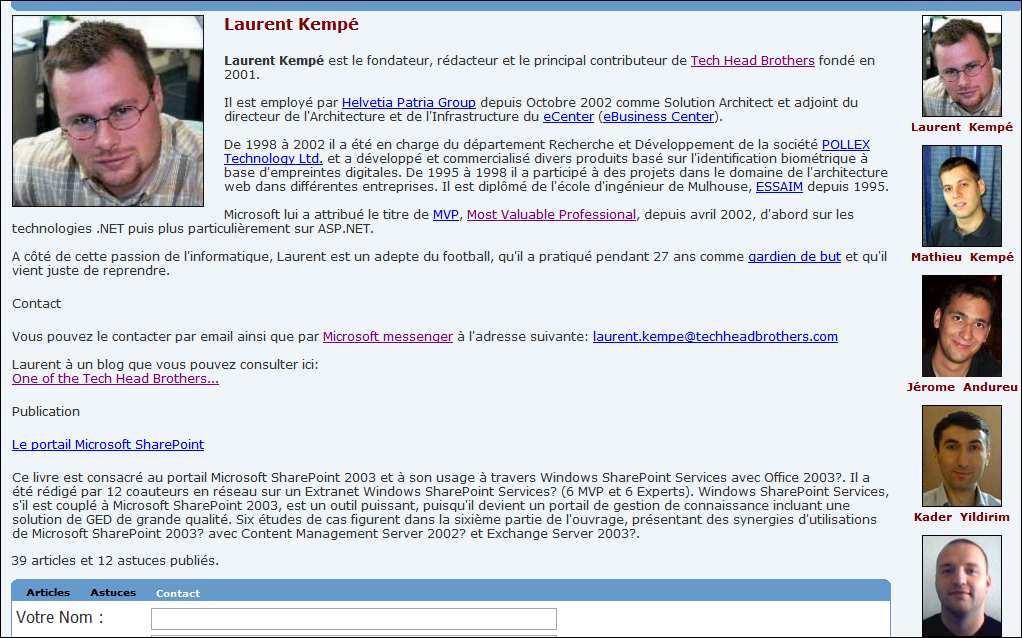 Laurent Kempé
Laurent Kempé est le fondateur, rédacteur et le principal contributeur de Tech Head Brothers fondé en
2001.
Il est employé par Helvetia Patria Group depuis Octobre 2002 comme Solution Architect et adjoint du
directeur de l'Architecture et de l'Infrastructure du eCenter (eBusiness Center).
De 1998 à 2002 il a été en charge du département Recherche et Développement de la société POLLEX
Technology Ltd. et a développé et commercialisé divers produits basé sur l'identification biométrique à
base d'empreintes digitales. De 1995 à 1998 il a participé à des projets dans le domaine de l'architecture
web dans différentes entreprises. Il est diplômé de l'école d'ingénieur de Mulhouse, ESSAIM depuis 1995.
Microsoft lui a attribué le titre de MVP, Most Valuable Professional, depuis avril 2002, d'abord sur les
technologies .NET puis plus particulièrement sur ASP.NET.
A côté de cette passion de l'informatique, Laurent est un adepte du football, qu'il a pratiqué pendant 27 ans comme gardien de but et qu'il
vient juste de reprendre.
Contact
Vous pouvez le contacter par email ainsi que par Microsoft messenger à l'adresse suivante: laurent.kempe@techheadbrothers.com
Laurent à un blog que vous pouvez consulter ici:
One of the Tech Head Brothers...
Publication
Le portail Microsoft SharePoint
Ce livre est consacré au portail Microsoft SharePoint 2003 et à son usage à travers Windows SharePoint Services avec Office 2003?. Il a
été rédigé par 12 coauteurs en réseau sur un Extranet Windows SharePoint Services? (6 MVP et 6 Experts). Windows SharePoint Services,
s'il est couplé à Microsoft SharePoint 2003, est un outil puissant, puisqu'il devient un portail de gestion de connaissance incluant une
solution de GED de grande qualité. Six études de cas figurent dans la sixième partie de l'ouvrage, présentant des synergies d'utilisations
de Microsoft SharePoint 2003? avec Content Management Server 2002? et Exchange Server 2003?.
39 articles et 12 astuces publiés.
Articles Astuces Contact
Votre Nom :
Laurent Kempé
Mathieu Kempé
Jérome Andureu
Kader Yildirim